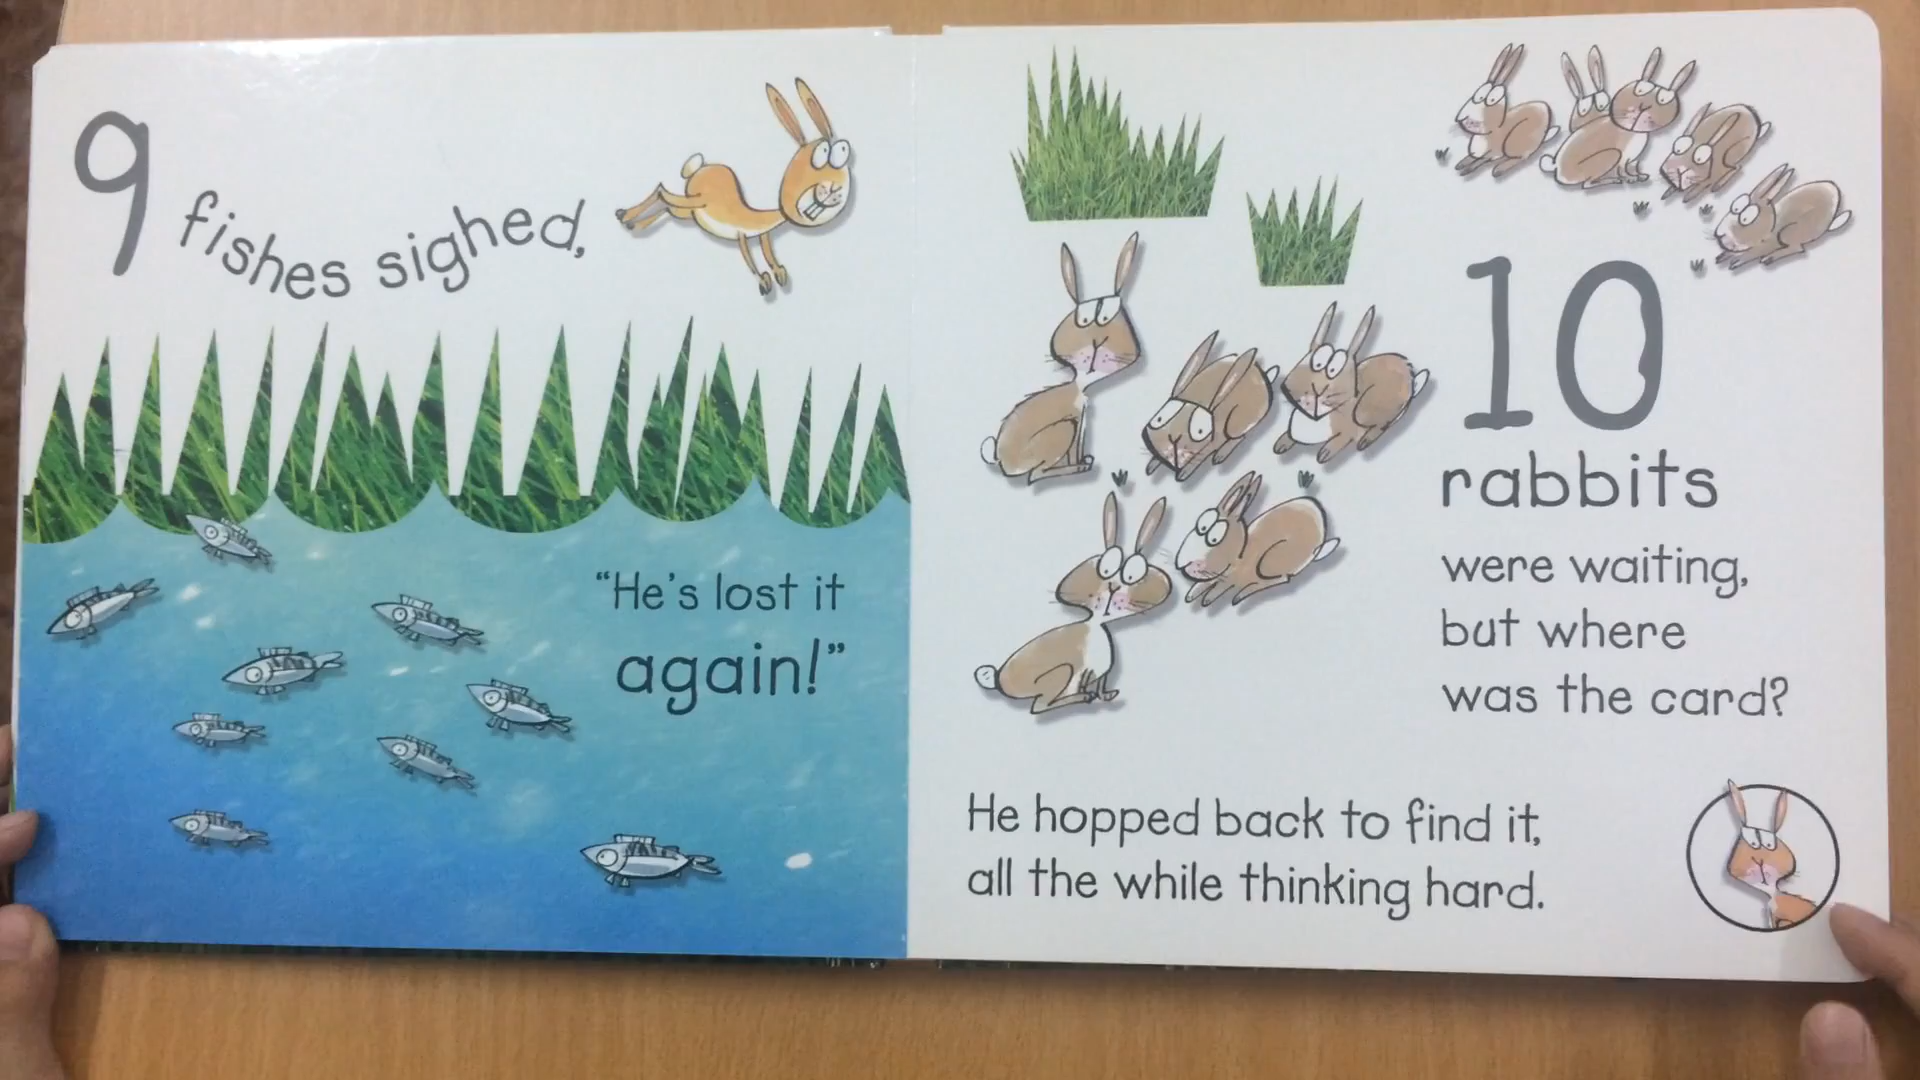 9 fishes sighed,
“He's lost it
again!”
10
rabbits
were waiting,
but where
was the card?
He hopped back to find it,
all the while thinking hard.